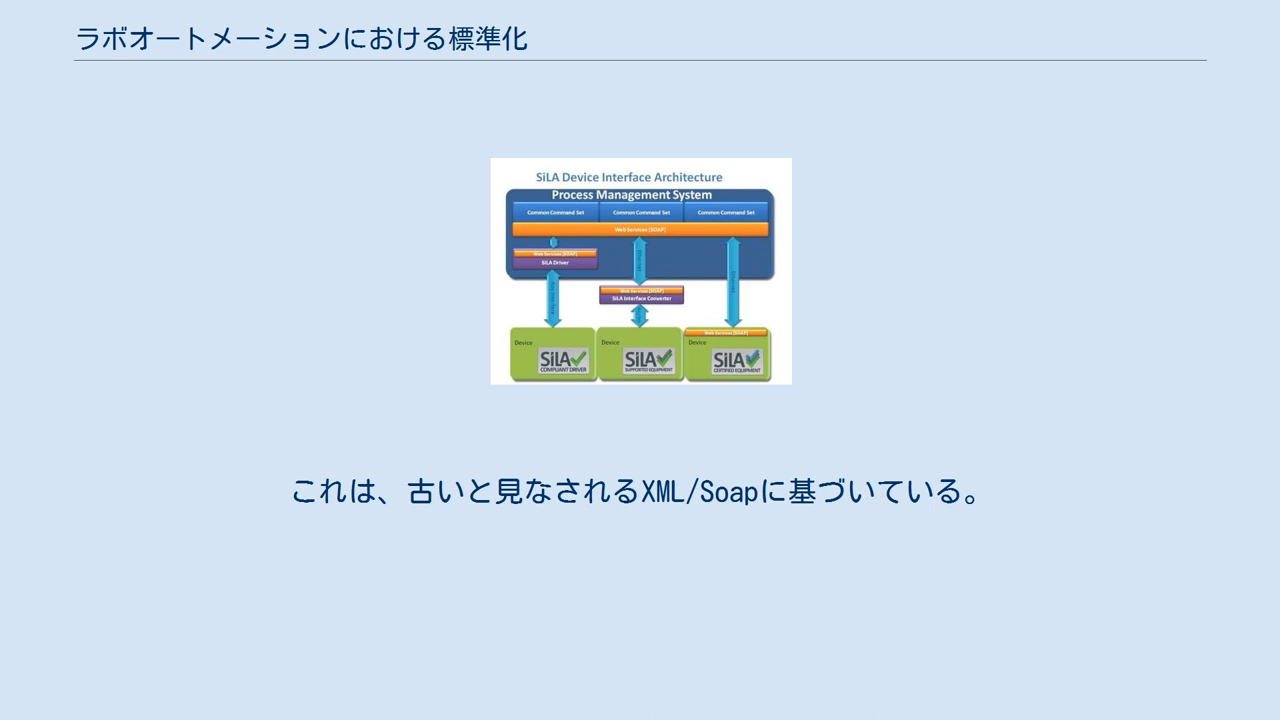 ラボオートメーションにおける標準化
SiLA Device Interface Architecture
Process Management System
Common Command Set Common Command Set Common Command Set
Web Services [SOAP]
Web Services [SOAP]
SiLA Driver
Ethernet
Ethernet
Web Services [SOAP]
SiLA Interface Converter
Web Services [SOAP]
Device Device Device
SiLA SiLA SiLA
COMPLIANT DRIVER SUPPORTED EQUIPMENT CERTIFIED EQUIPMENT
これは、古いと見なされるXML/Soapに基づいている。